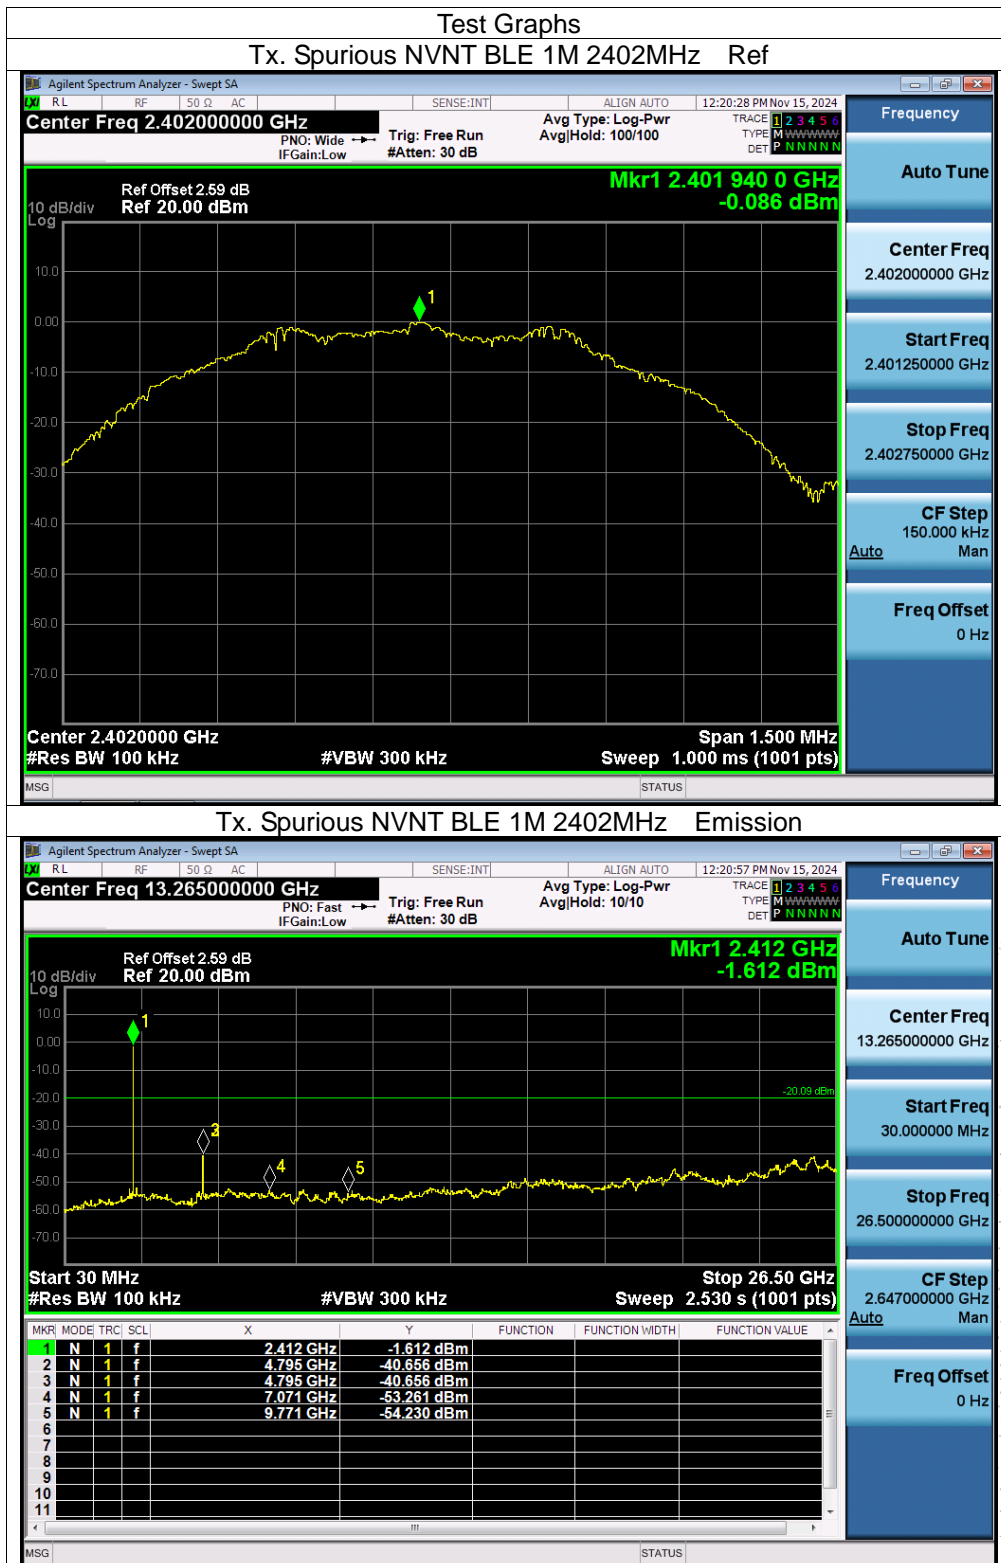 Test Graphs
Tx. Spurious NVNT BLE 1M 2402MHz    Ref
Agilent Spectrum Analyzer - Swept SA
LXI RL RF 50 Ω AC SENSE:INT ALIGN AUTO 12:20:28 PM Nov 15, 2024
Center Freq 2.402000000 GHz Avg Type: Log-Pwr TRACE 1 2 3 4 5 6
PNO: Wide Trig: Free Run Avg|Hold: 100/100 TYPE M WWWWW
IFGain:Low #Atten: 30 dB DET P N N N N N
Ref Offset 2.59 dB Mkr1 2.401 940 0 GHz
10 dB/div Ref 20.00 dBm -0.086 dBm
Log
10.0
1
0.00
-10.0
-20.0
-30.0
-40.0
-50.0
-60.0
-70.0
Center 2.4020000 GHz Span 1.500 MHz
#Res BW 100 kHz #VBW 300 kHz Sweep 1.000 ms (1001 pts)
MSG STATUS
Frequency
Auto Tune
Center Freq
2.402000000 GHz
Start Freq
2.401250000 GHz
Stop Freq
2.402750000 GHz
CF Step
150.000 kHz
Auto Man
Freq Offset
0 Hz
Tx. Spurious NVNT BLE 1M 2402MHz    Emission
Agilent Spectrum Analyzer - Swept SA
LXI RL RF 50 Ω AC SENSE:INT ALIGN AUTO 12:20:57 PM Nov 15, 2024
Center Freq 13.265000000 GHz Avg Type: Log-Pwr TRACE 1 2 3 4 5 6
PNO: Fast Trig: Free Run Avg|Hold: 10/10 TYPE M WWWWW
IFGain:Low #Atten: 30 dB DET P N N N N N
Ref Offset 2.59 dB Mkr1 2.412 GHz
10 dB/div Ref 20.00 dBm -1.612 dBm
Log
10.0
1
0.00
-10.0
-20.09 dBm
-20.0
-30.0
3
-40.0
4 5
-50.0
-60.0
-70.0
Start 30 MHz Stop 26.50 GHz
#Res BW 100 kHz #VBW 300 kHz Sweep 2.530 s (1001 pts)
MKR MODE TRC SCL X Y FUNCTION FUNCTION WIDTH FUNCTION VALUE
1 N 1 f 2.412 GHz -1.612 dBm
2 N 1 f 4.795 GHz -40.656 dBm
3 N 1 f 4.795 GHz -40.656 dBm
4 N 1 f 7.071 GHz -53.261 dBm
5 N 1 f 9.771 GHz -54.230 dBm
6
7
8
9
10
11
MSG STATUS
Frequency
Auto Tune
Center Freq
13.265000000 GHz
Start Freq
30.000000 MHz
Stop Freq
26.500000000 GHz
CF Step
2.647000000 GHz
Auto Man
Freq Offset
0 Hz